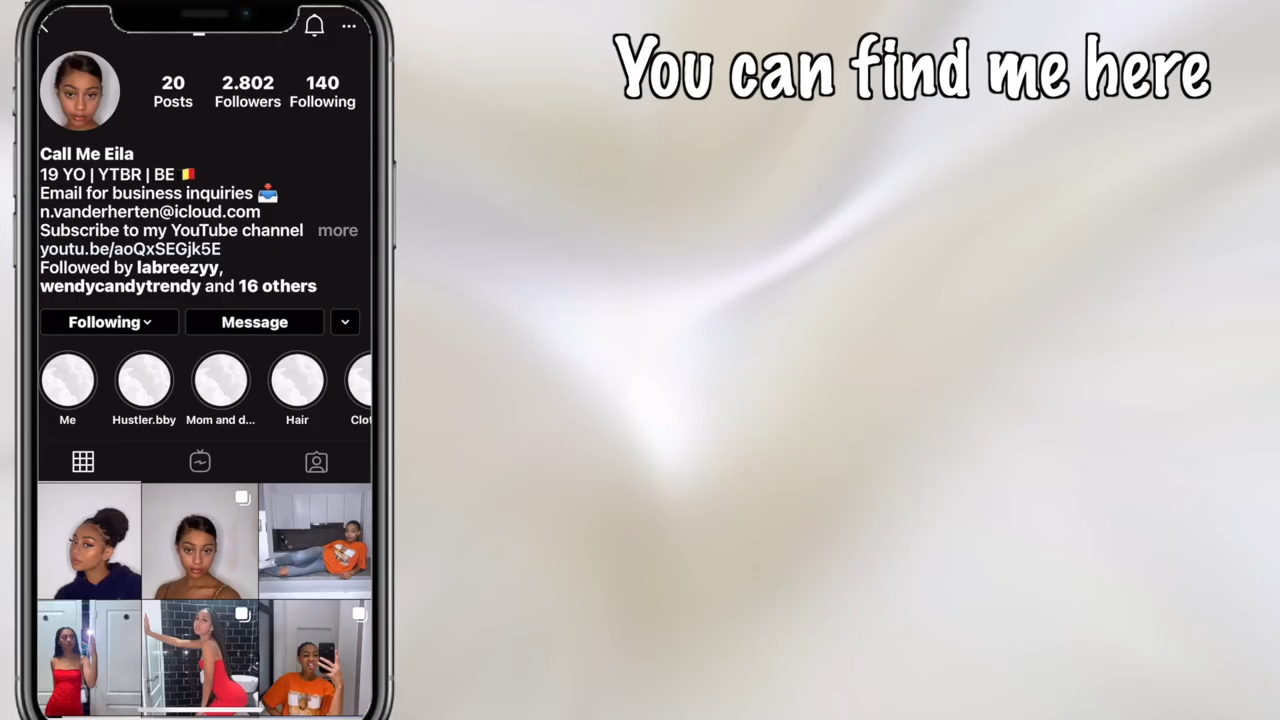 You can find me here
20 2.802 140
Posts Followers Following
Call Me Eila
19 YO | YTBR | BE 🇧🇪
Email for business inquiries 📥
n.vanderherten@icloud.com
Subscribe to my YouTube channel more
youtu.be/aoQxSEGjk5E
Followed by labreezyy,
wendycandytrendy and 16 others
Following Message
Me Hustler.bby Mom and d... Hair Clot